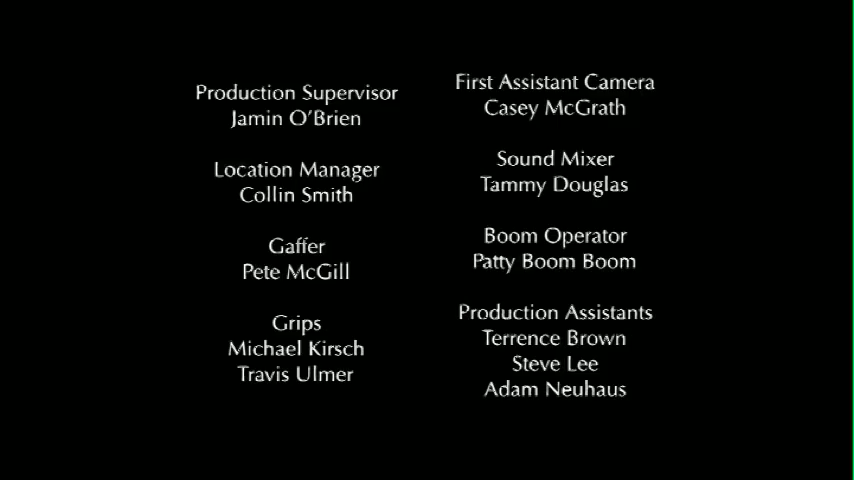 Production Supervisor
Jamin O'Brien
Location Manager
Collin Smith
Gaffer
Pete McGill
Grips
Michael Kirsch
Travis Ulmer
First Assistant Camera
Casey McGrath
Sound Mixer
Tammy Douglas
Boom Operator
Patty Boom Boom
Production Assistants
Terrence Brown
Steve Lee
Adam Neuhaus